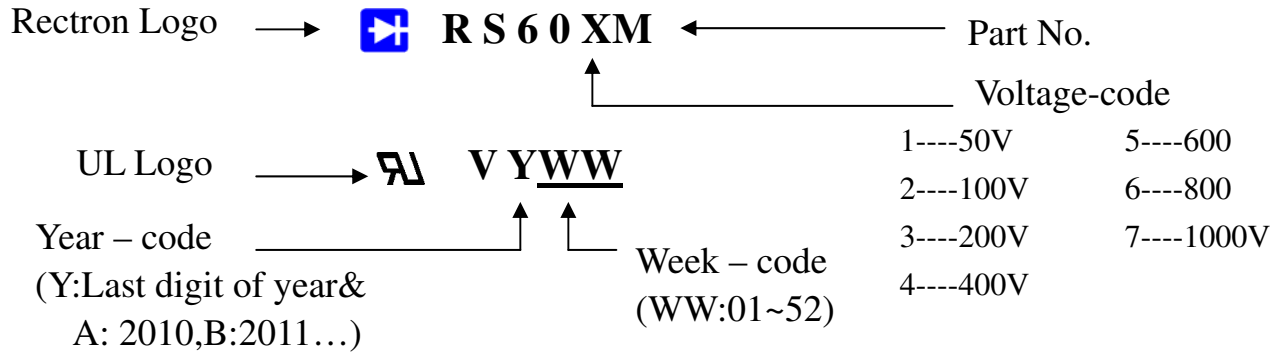 Rectron Logo R S 6 0 XM Part No.
Voltage-code
UL Logo V YWW
1----50V 5----600
2----100V 6----800
3----200V 7----1000V
4----400V
Year – code
(Y:Last digit of year&
A: 2010,B:2011…)
Week – code
(WW:01~52)